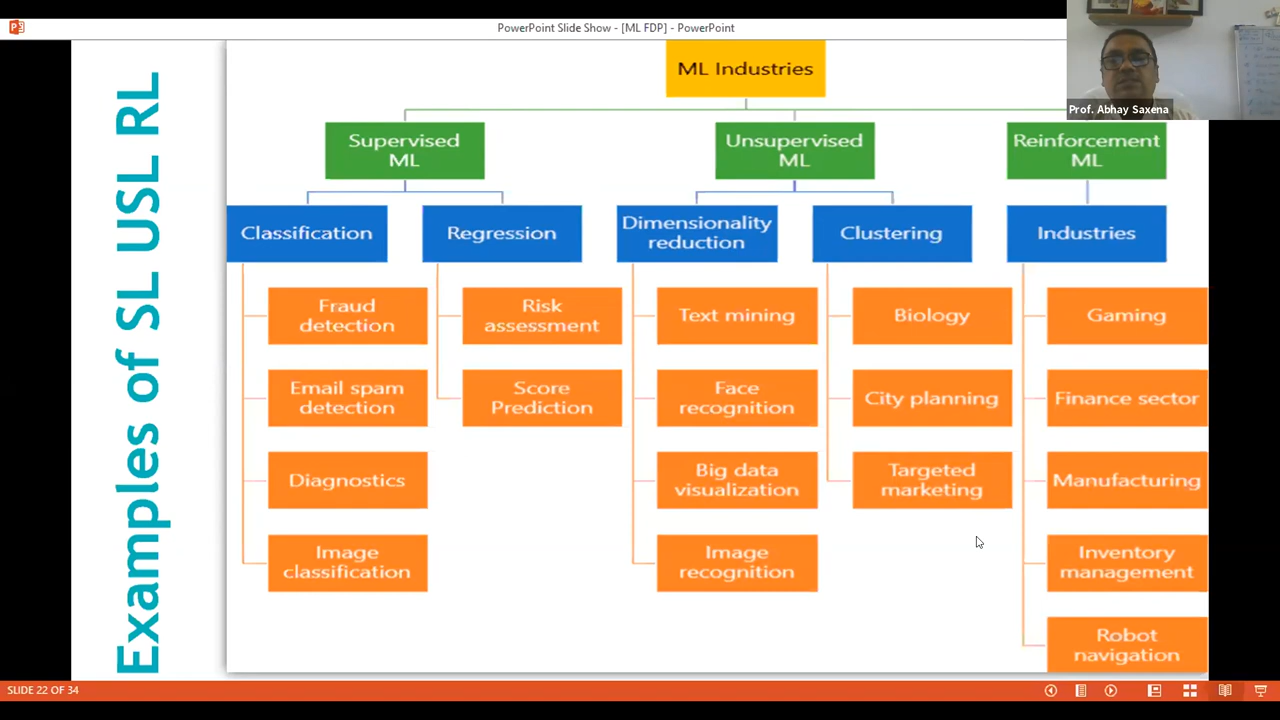 PowerPoint Slide Show - [ML FDP] - PowerPoint
Prof. Abhay Saxena
Examples of SL USL RL
ML Industries
Supervised
ML
Classification
Fraud
detection
Email spam
detection
Diagnostics
Image
classification
Regression
Risk
assessment
Score
Prediction
Unsupervised
ML
Dimensionality
reduction
Text mining
Face
recognition
Big data
visualization
Image
recognition
Clustering
Biology
City planning
Targeted
marketing
Reinforcement
ML
Industries
Gaming
Finance sector
Manufacturing
Inventory
management
Robot
navigation
SLIDE 22 OF 34